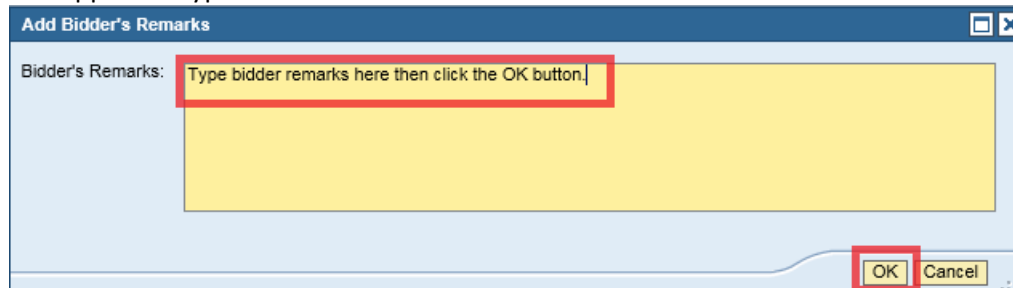 Add Bidder's Remarks
Bidder's Remarks: Type bidder remarks here then click the OK button.
OK Cancel